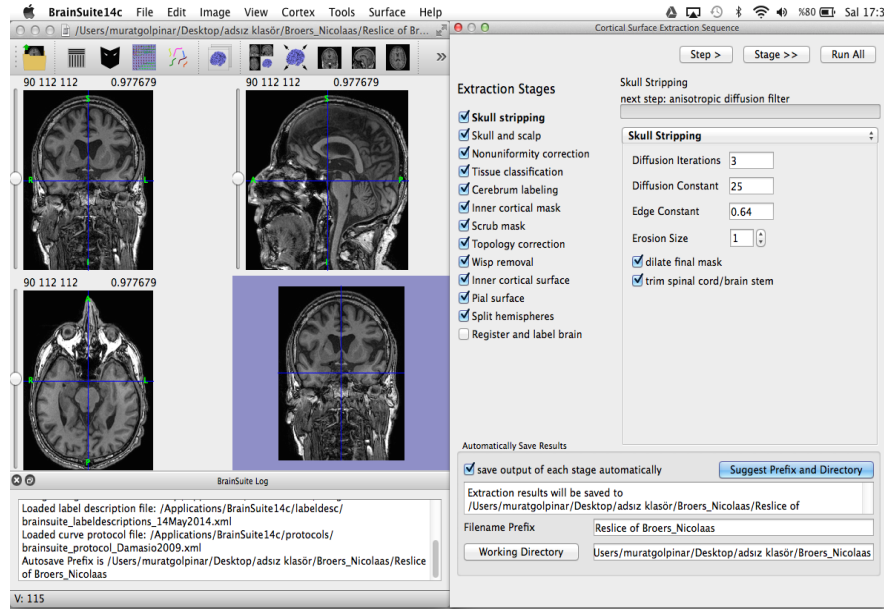 BrainSuite14c File Edit Image View Cortex Tools Surface Help %80 Sal 17:3
/Users/muratgolpinar/Desktop/adsız klasör/Broers_Nicolaas/Reslice of Br...
Cortical Surface Extraction Sequence
»
Step > Stage >> Run All
90 112 112 0.977679
90 112 112 0.977679
S
R L
I
S
A P
I
90 112 112 0.977679
A
R L
P
Extraction Stages
Skull stripping
Skull and scalp
Nonuniformity correction
Tissue classification
Cerebrum labeling
Inner cortical mask
Scrub mask
Topology correction
Wisp removal
Inner cortical surface
Pial surface
Split hemispheres
Register and label brain
Skull Stripping
next step: anisotropic diffusion filter
Skull Stripping
Diffusion Iterations 3
Diffusion Constant 25
Edge Constant 0.64
Erosion Size 1
dilate final mask
trim spinal cord/brain stem
BrainSuite Log
Loaded label description file: /Applications/BrainSuite14c/labeldesc/
brainsuite_labeldescriptions_14May2014.xml
Loaded curve protocol file: /Applications/BrainSuite14c/protocols/
brainsuite_protocol_Damasio2009.xml
Autosave Prefix is /Users/muratgolpinar/Desktop/adsız klasör/Broers_Nicolaas/Reslice
of Broers_Nicolaas
V: 115
Automatically Save Results
save output of each stage automatically Suggest Prefix and Directory
Extraction results will be saved to
/Users/muratgolpinar/Desktop/adsız klasör/Broers_Nicolaas/Reslice of
Filename Prefix Reslice of Broers_Nicolaas
Working Directory Users/muratgolpinar/Desktop/adsız klasör/Broers_Nicolaas